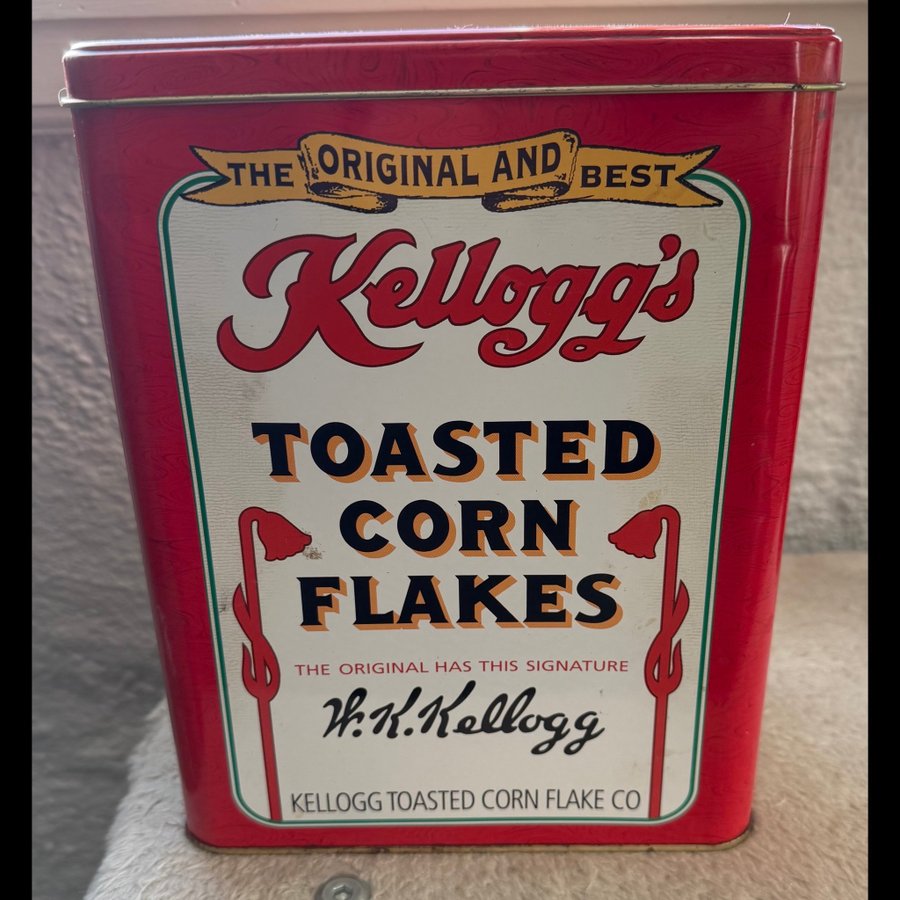 THE ORIGINAL AND BEST
Kellogg's
TOASTED
CORN
FLAKES
THE ORIGINAL HAS THIS SIGNATURE
W.K.Kellogg
KELLOGG TOASTED CORN FLAKE CO